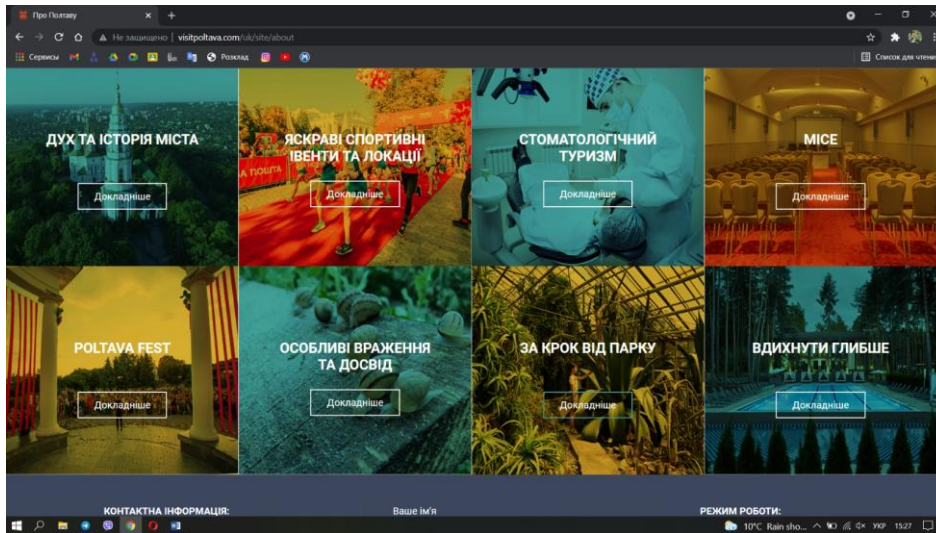 Про Полтаву
Не защищено | visitpoltava.com/uk/site/about
Сервисы
Розклад
Список для чтения
ДУХ ТА ІСТОРІЯ МІСТА
Докладніше
ЯСКРАВІ СПОРТИВНІ
ІВЕНТИ ТА ЛОКАЦІЇ
Докладніше
СТОМАТОЛОГІЧНИЙ
ТУРИЗМ
Докладніше
MICE
Докладніше
POLTAVA FEST
Докладніше
ОСОБЛИВІ ВРАЖЕННЯ
ТА ДОСВІД
Докладніше
ЗА КРОК ВІД ПАРКУ
Докладніше
ВДИХНУТИ ГЛИБШЕ
Докладніше
КОНТАКТНА ІНФОРМАЦІЯ:
Ваше ім'я
РЕЖИМ РОБОТИ:
10°C Rain sho... УКР 15:27